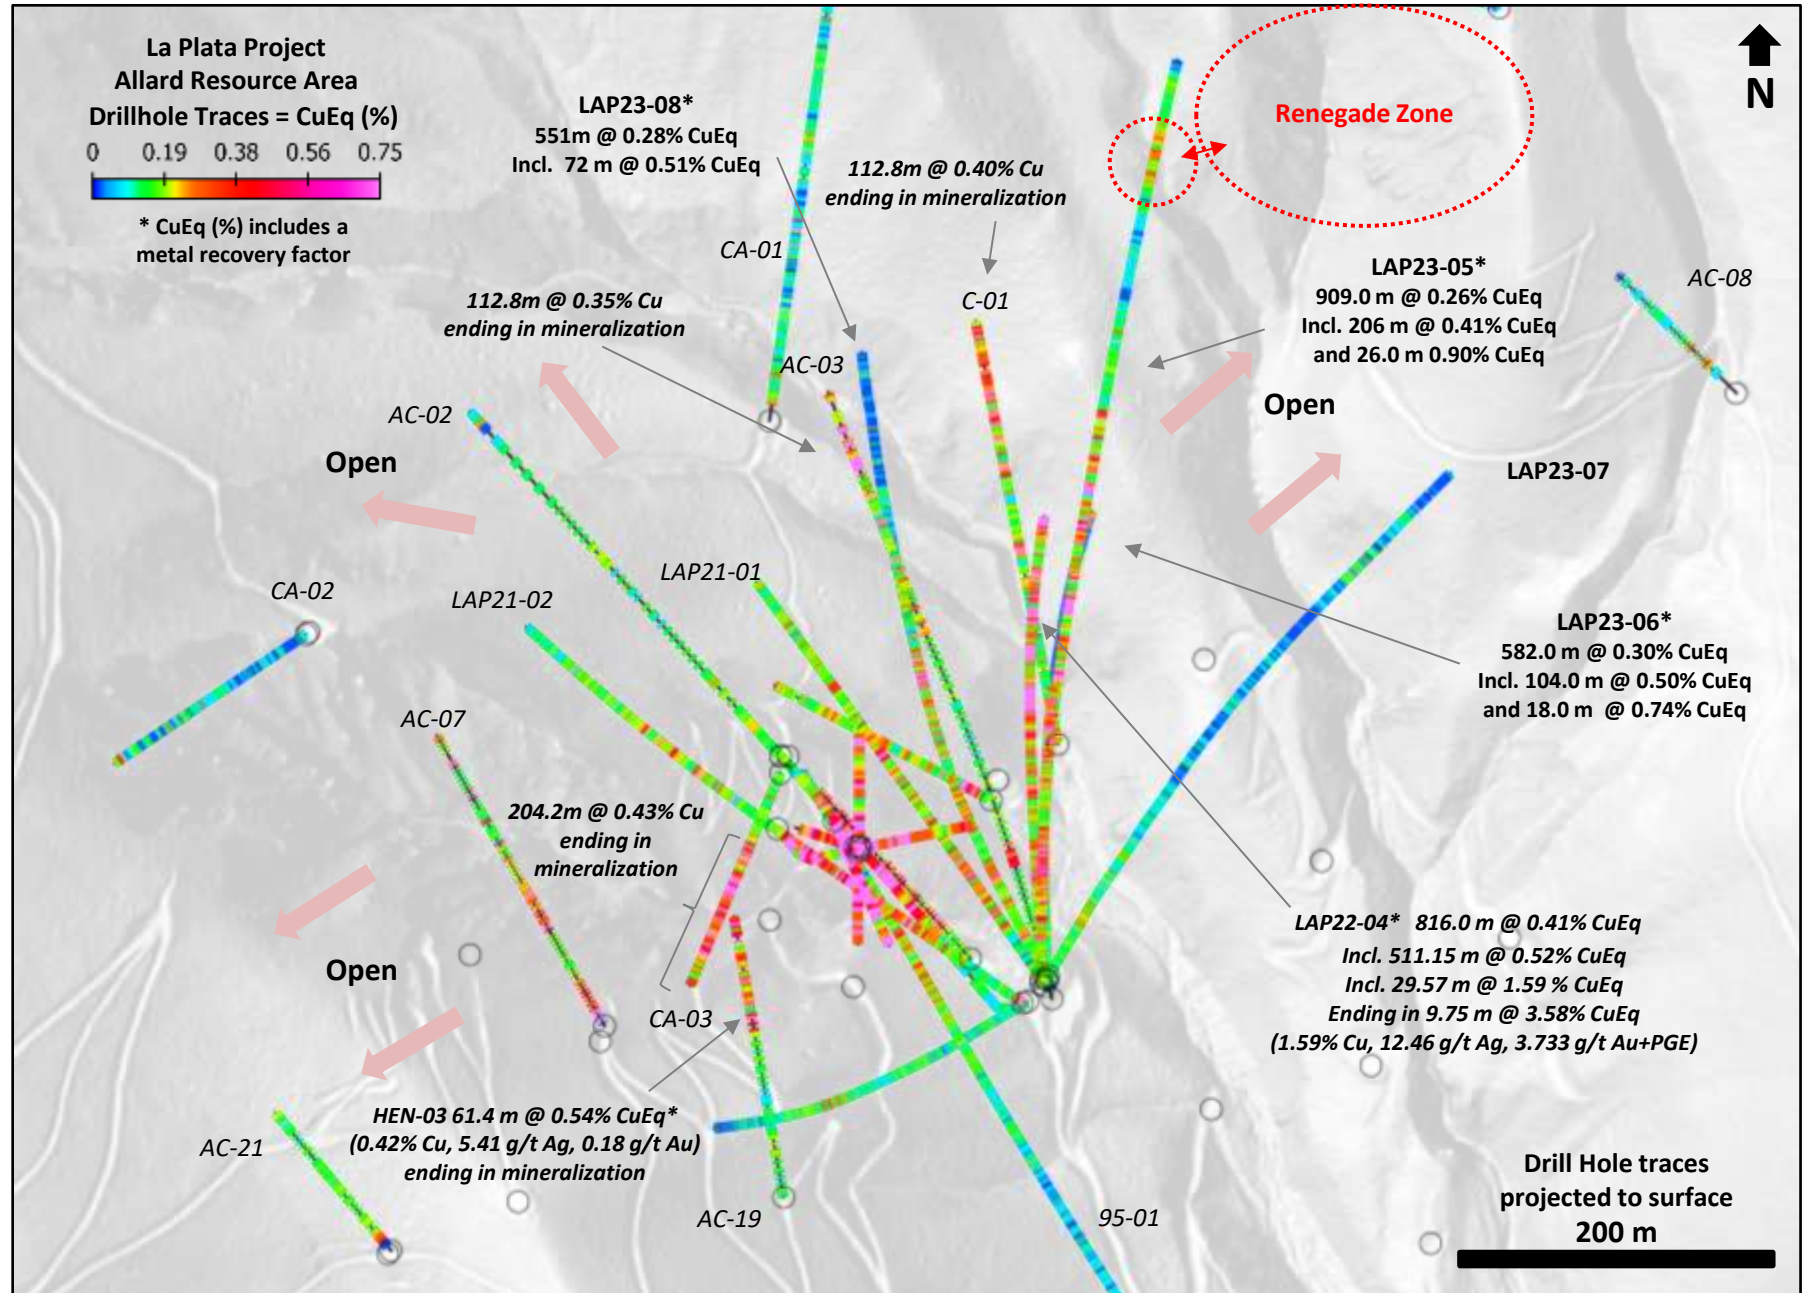 La Plata Project
Allard Resource Area
Drillhole Traces = CuEq (%)
0 0.19 0.38 0.56 0.75
* CuEq (%) includes a
metal recovery factor
LAP23-08*
551m @ 0.28% CuEq
Incl. 72 m @ 0.51% CuEq
112.8m @ 0.40% Cu
ending in mineralization
Renegade Zone
N
CA-01
C-01
112.8m @ 0.35% Cu
ending in mineralization
AC-03
LAP23-05*
909.0 m @ 0.26% CuEq
Incl. 206 m @ 0.41% CuEq
and 26.0 m 0.90% CuEq
AC-08
AC-02
Open
Open
LAP23-07
CA-02
LAP21-02
LAP21-01
LAP23-06*
582.0 m @ 0.30% CuEq
Incl. 104.0 m @ 0.50% CuEq
and 18.0 m @ 0.74% CuEq
AC-07
204.2m @ 0.43% Cu
ending in
mineralization
Open
CA-03
LAP22-04* 816.0 m @ 0.41% CuEq
Incl. 511.15 m @ 0.52% CuEq
Incl. 29.57 m @ 1.59 % CuEq
Ending in 9.75 m @ 3.58% CuEq
(1.59% Cu, 12.46 g/t Ag, 3.733 g/t Au+PGE)
HEN-03 61.4 m @ 0.54% CuEq*
(0.42% Cu, 5.41 g/t Ag, 0.18 g/t Au)
ending in mineralization
AC-21
AC-19
95-01
Drill Hole traces
projected to surface
200 m